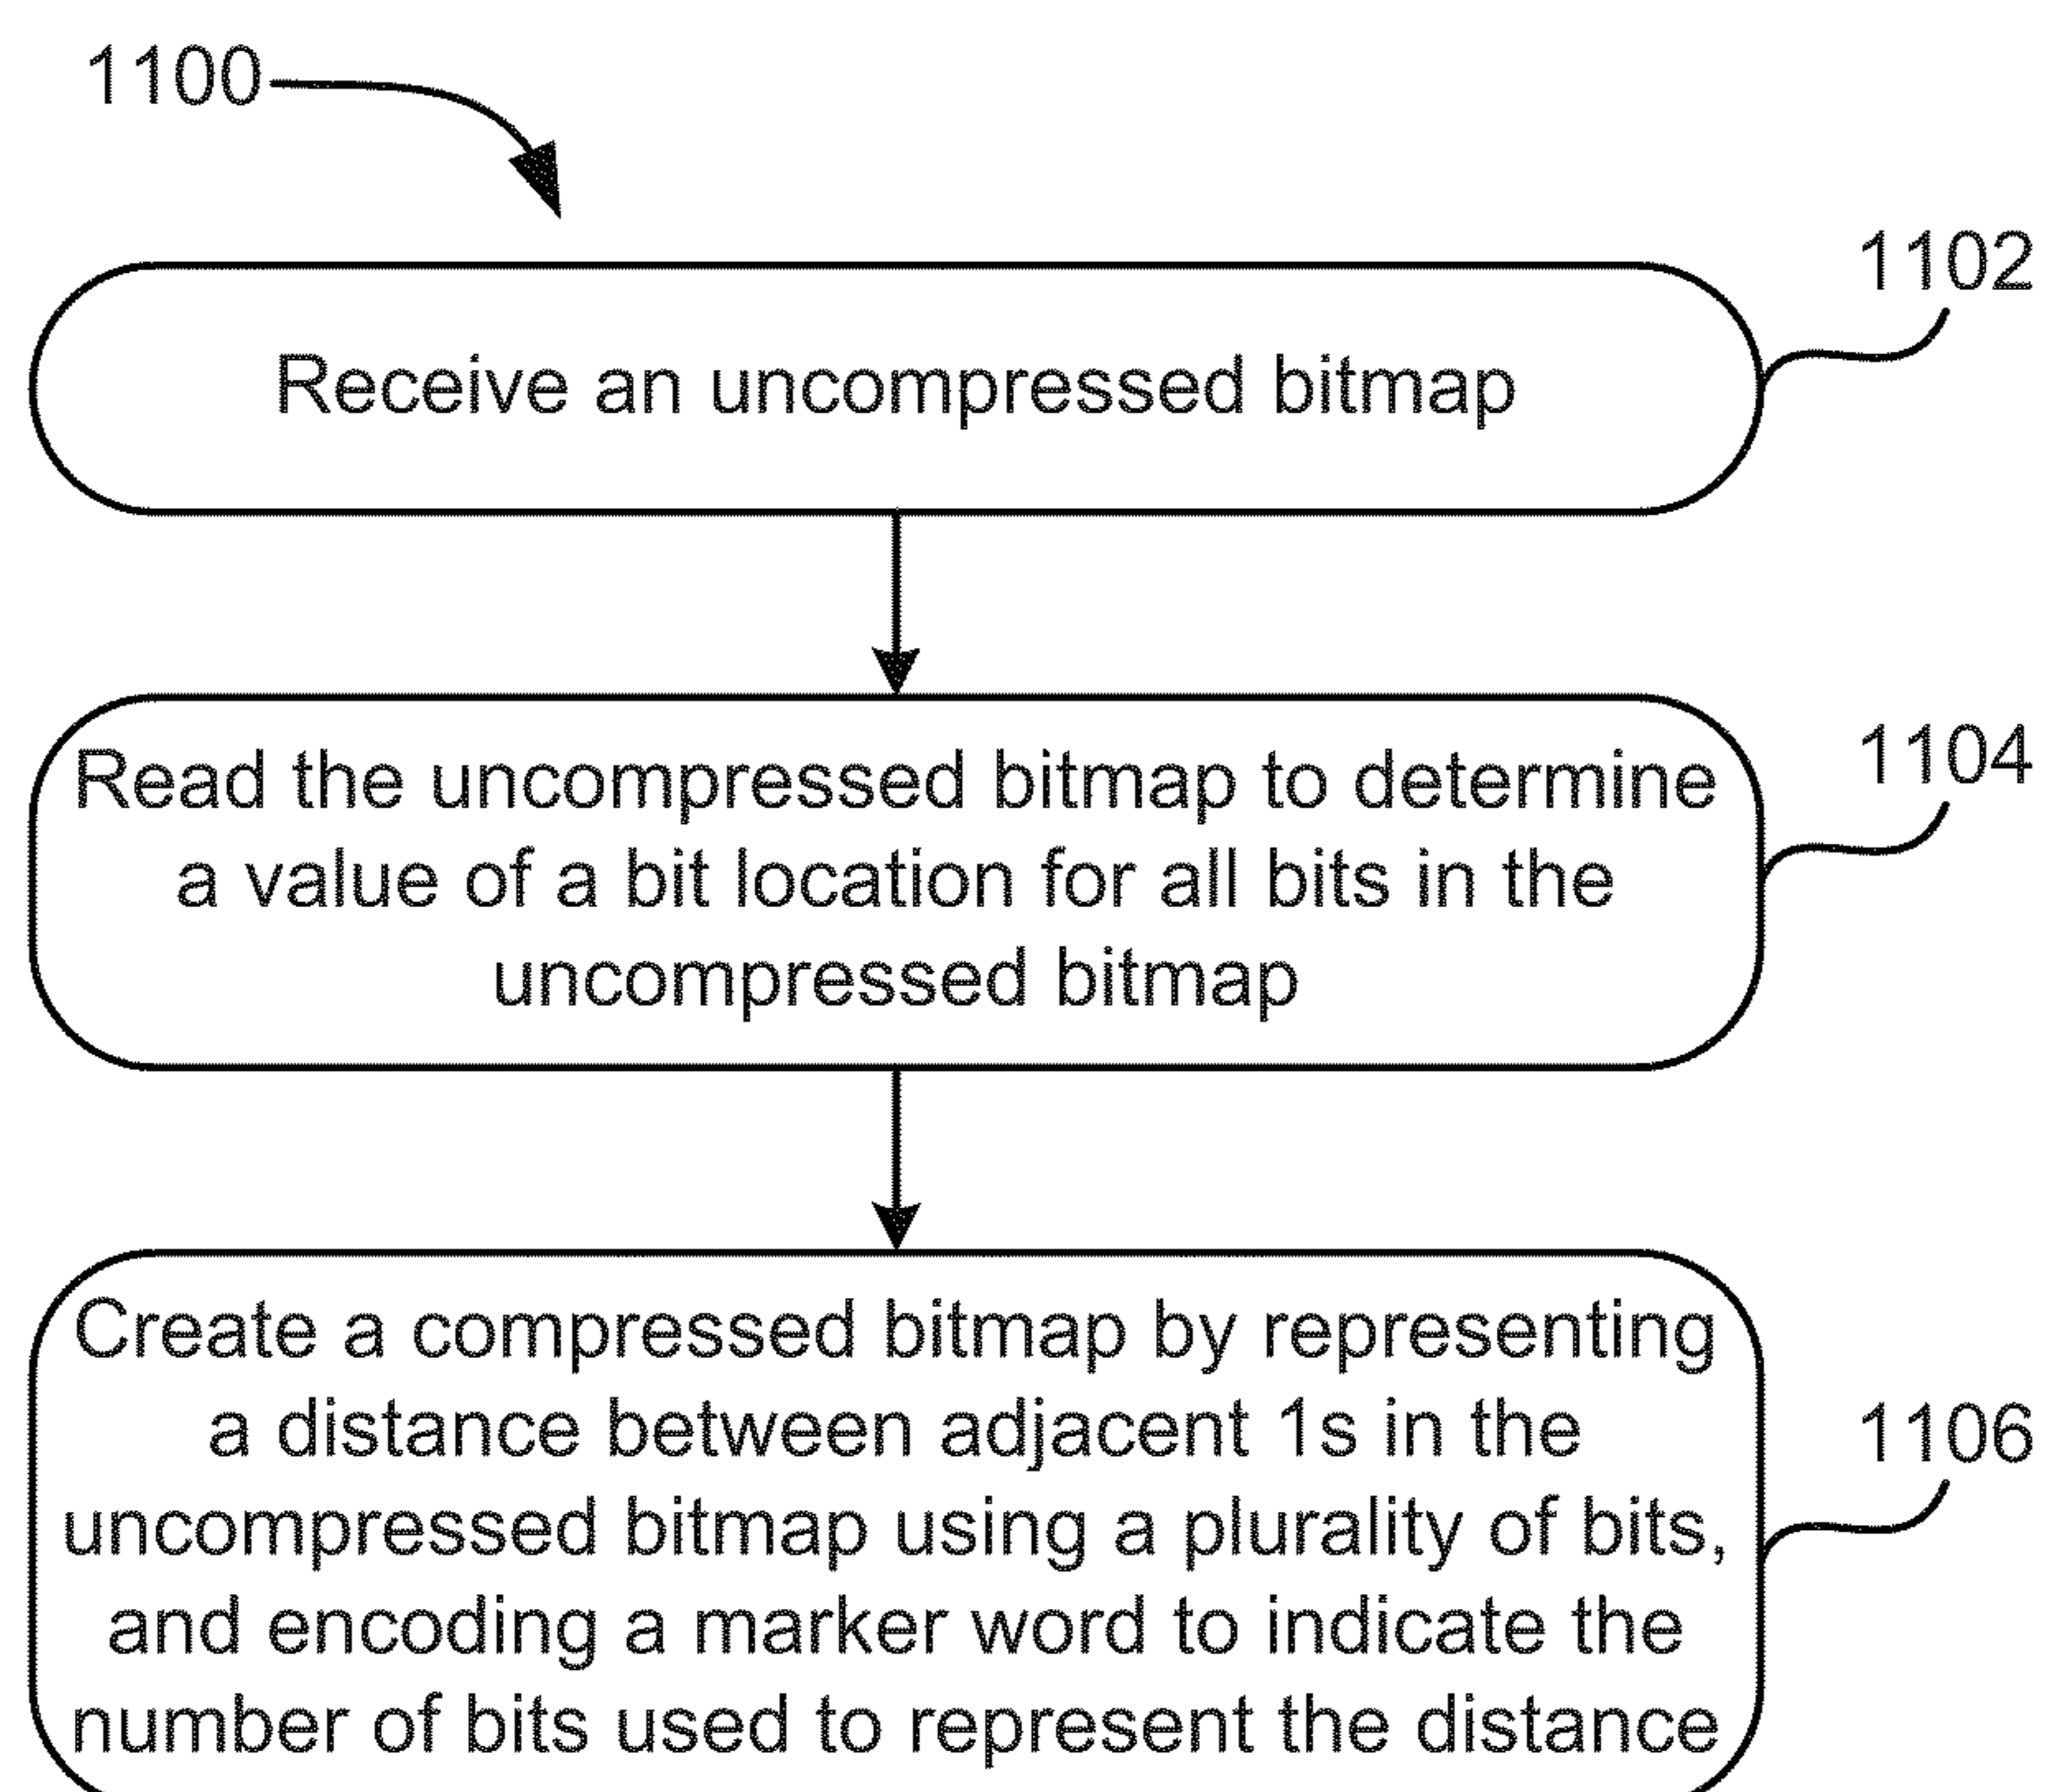 1100
1102
Receive an uncompressed bitmap
1104
Read the uncompressed bitmap to determine
a value of a bit location for all bits in the
uncompressed bitmap
Create a compressed bitmap by representing
a distance between adjacent 1s in the
1106
uncompressed bitmap using a plurality of bits,
and encoding a marker word to indicate the
number of bits used to represent the distance